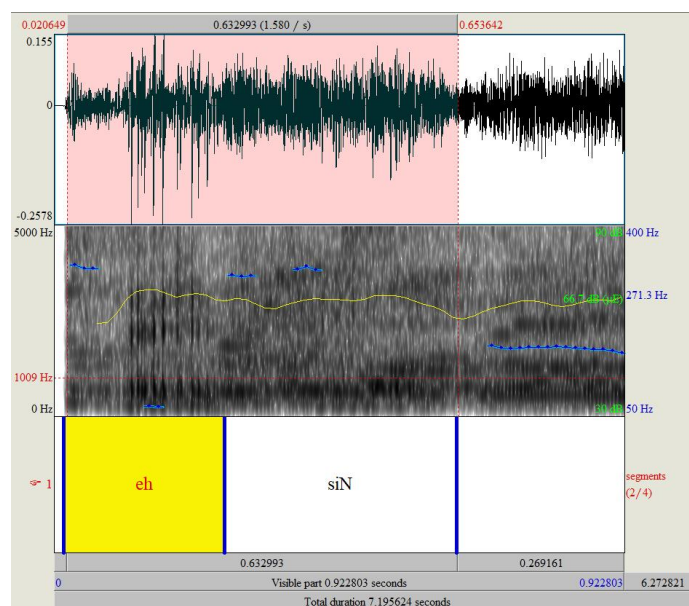 0.020649 0.632993 (1.580 / s) 0.653642
0.155
0
-0.2578
5000 Hz 400 Hz
271.3 Hz
1009 Hz
0 Hz 50 Hz
1 eh siN segments
(2/4)
0.632993 0.269161
0 Visible part 0.922803 seconds 0.922803 6.272821
Total duration 7.195624 seconds